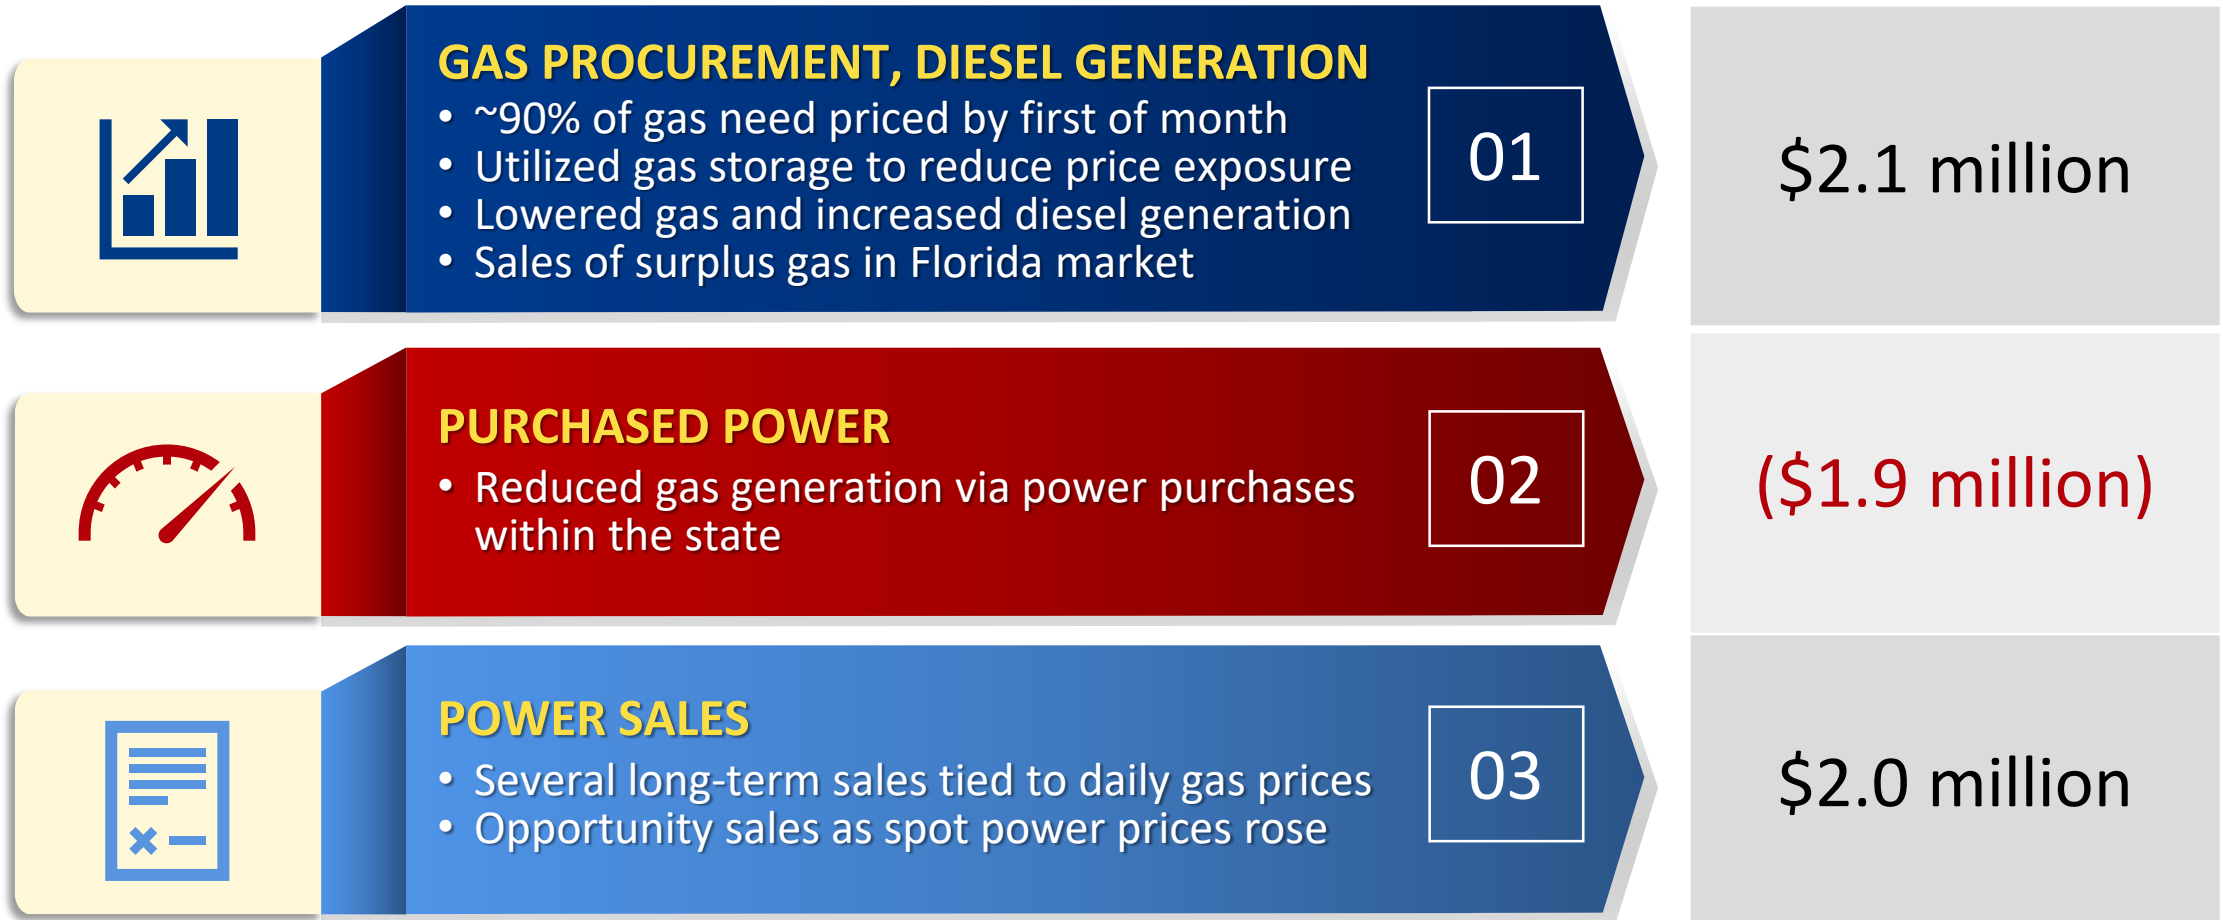 GAS PROCUREMENT, DIESEL GENERATION
• ~90% of gas need priced by first of month
• Utilized gas storage to reduce price exposure
• Lowered gas and increased diesel generation
• Sales of surplus gas in Florida market
01
$2.1 million
PURCHASED POWER
• Reduced gas generation via power purchases
within the state
02
($1.9 million)
POWER SALES
• Several long-term sales tied to daily gas prices
• Opportunity sales as spot power prices rose
03
$2.0 million